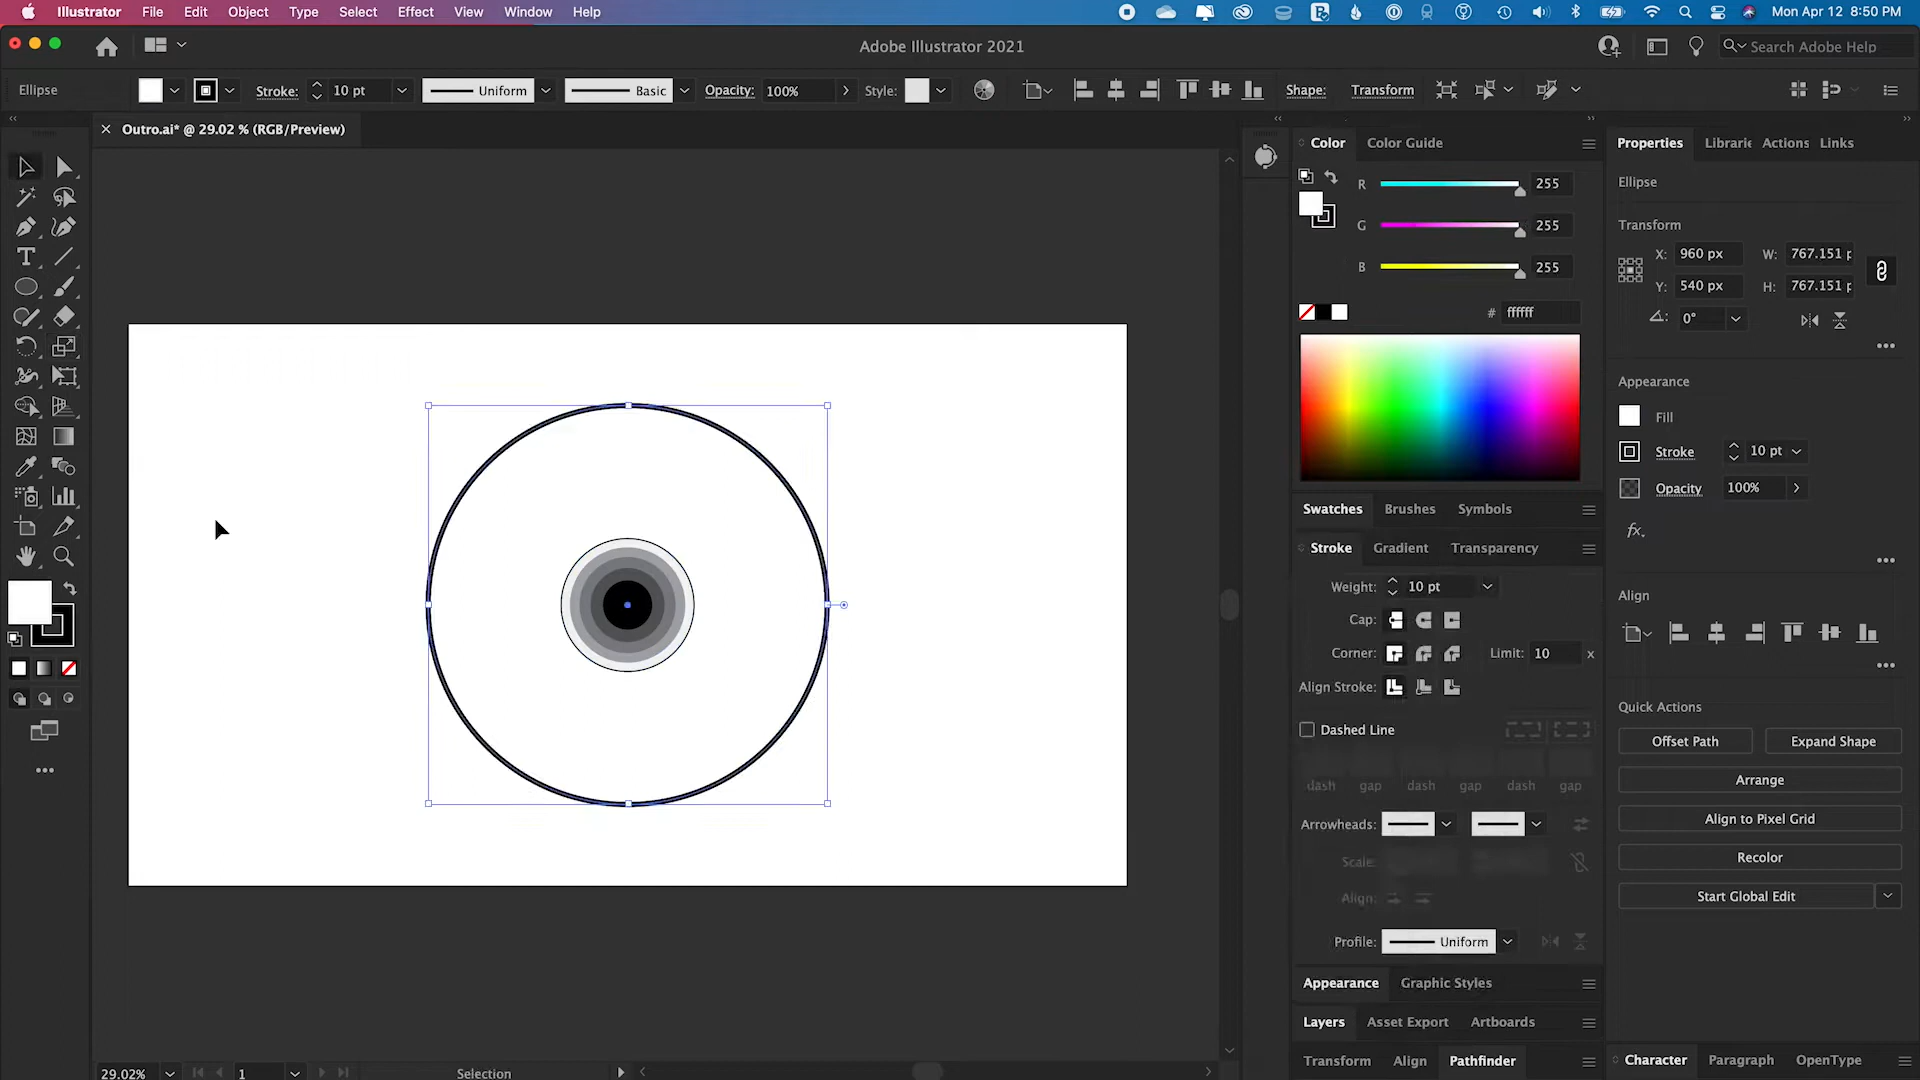 Illustrator File Edit Object Type Select Effect View Window Help Mon Apr 12 8:50 PM
Adobe Illustrator 2021 Search Adobe Help
Ellipse Stroke: 10 pt Uniform Basic Opacity: 100% Style: Shape: Transform
× Outro.ai* @ 29.02 % (RGB/Preview)
Color Color Guide
R 255
G 255
B 255
# ffffff
Swatches Brushes Symbols
Stroke Gradient Transparency
Weight: 10 pt
Cap:
Corner: Limit: 10 x
Align Stroke:
Dashed Line
dash gap dash gap dash gap
Arrowheads:
Scale:
Align:
Profile: Uniform
Appearance Graphic Styles
Layers Asset Export Artboards
Transform Align Pathfinder
Properties Librarie Actions Links
Ellipse
Transform
X: 960 px W: 767.151 p
Y: 540 px H: 767.151 p
0°
Appearance
Fill
Stroke 10 pt
Opacity 100%
fx.
Align
Quick Actions
Offset Path Expand Shape
Arrange
Align to Pixel Grid
Recolor
Start Global Edit
Character Paragraph OpenType
29.02% 1 Selection